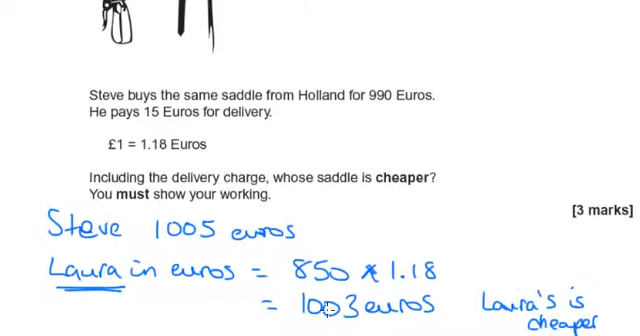 Steve buys the same saddle from Holland for 990 Euros.
He pays 15 Euros for delivery.
£1 = 1.18 Euros
Including the delivery charge, whose saddle is cheaper?
You must show your working.
[3 marks]
Steve 1005 euros
Laura in euros = 850 × 1.18
= 1003 euros
Laura's is
cheaper